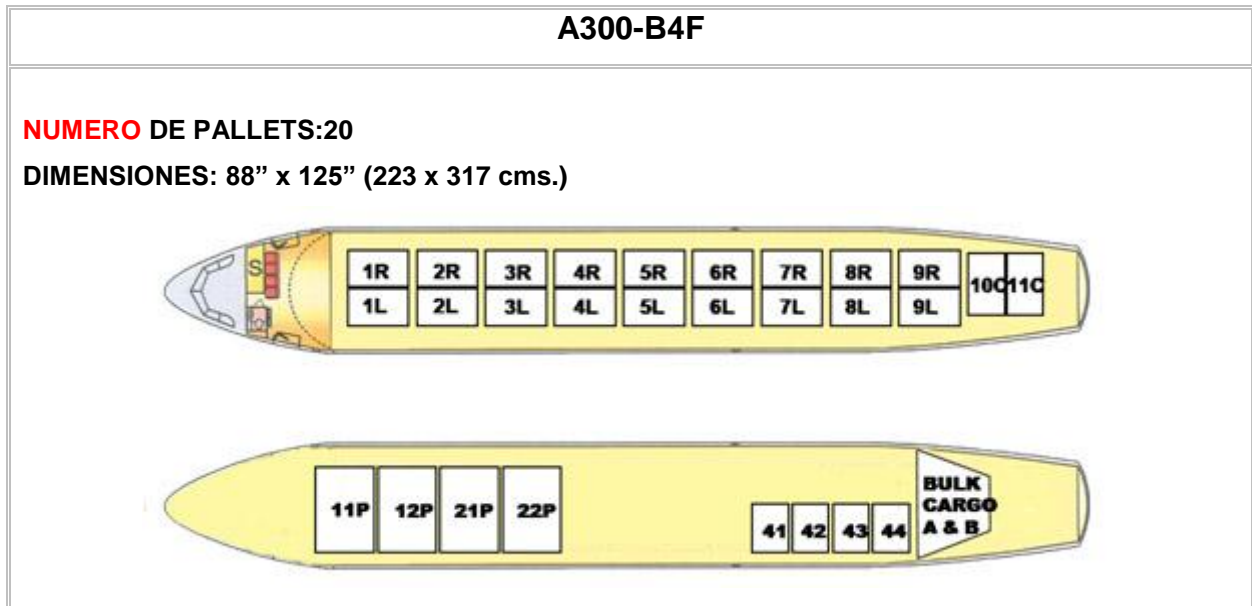 A300-B4F
NUMERO DE PALLETS:20
DIMENSIONES: 88” x 125” (223 x 317 cms.)
S
1R 2R 3R 4R 5R 6R 7R 8R 9R
10C 11C
1L 2L 3L 4L 5L 6L 7L 8L 9L
11P 12P 21P 22P
41 42 43 44
BULK
CARGO
A & B